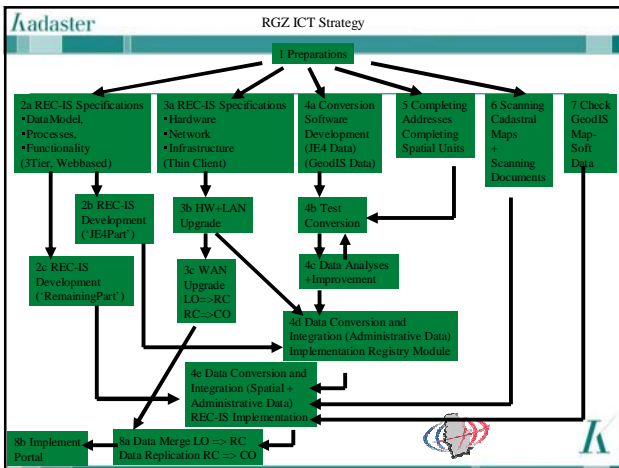 Kadaster
RGZ ICT Strategy
1 Preparations
2a REC-IS Specifications
▪DataModel,
▪Processes,
▪Functionality
(3Tier, Webbased)
3a REC-IS Specifications
▪ Hardware
▪ Network
▪ Infrastructure
(Thin Client)
4a Conversion
Software
Development
(JE4 Data)
(GeodIS Data)
5 Completing
Addresses
Completing
Spatial Units
6 Scanning
Cadastral
Maps
+
Scanning
Documents
7 Check
GeodIS
Map-
Soft
Data
2b REC-IS
Development
(‘JE4Part’)
3b HW+LAN
Upgrade
4b Test
Conversion
2c REC-IS
Development
(‘RemainingPart’)
3c WAN
Upgrade
LO=>RC
RC=>CO
4c Data Analyses
+Improvement
4d Data Conversion and
Integration (Administrative Data)
Implementation Registry Module
4e Data Conversion and
Integration (Spatial +
Administrative Data)
REC-IS Implementation
8b Implement
Portal
8a Data Merge LO => RC
Data Replication RC => CO
K